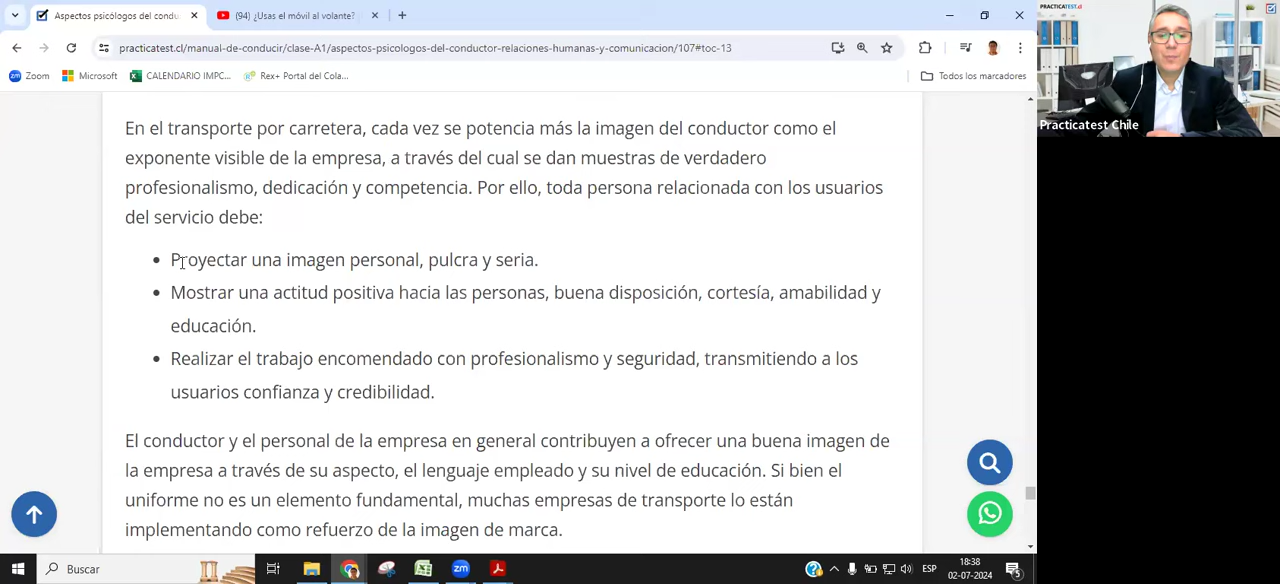 Aspectos psicólogos del condu
(94) ¿Usas el móvil al volante?
practicatest.cl/manual-de-conducir/clase-A1/aspectos-psicologos-del-conductor-relaciones-humanas-y-comunicacion/107#toc-13
Zoom
Microsoft
CALENDARIO IMPC...
Rex+ Portal del Cola...
Todos los marcadores
PRACTICATEST.cl
Practicatest Chile
En el transporte por carretera, cada vez se potencia más la imagen del conductor como el
exponente visible de la empresa, a través del cual se dan muestras de verdadero
profesionalismo, dedicación y competencia. Por ello, toda persona relacionada con los usuarios
del servicio debe:
• Proyectar una imagen personal, pulcra y seria.
• Mostrar una actitud positiva hacia las personas, buena disposición, cortesía, amabilidad y
educación.
• Realizar el trabajo encomendado con profesionalismo y seguridad, transmitiendo a los
usuarios confianza y credibilidad.
El conductor y el personal de la empresa en general contribuyen a ofrecer una buena imagen de
la empresa a través de su aspecto, el lenguaje empleado y su nivel de educación. Si bien el
uniforme no es un elemento fundamental, muchas empresas de transporte lo están
implementando como refuerzo de la imagen de marca.
Buscar
zm
ESP
18:38
02-07-2024
5